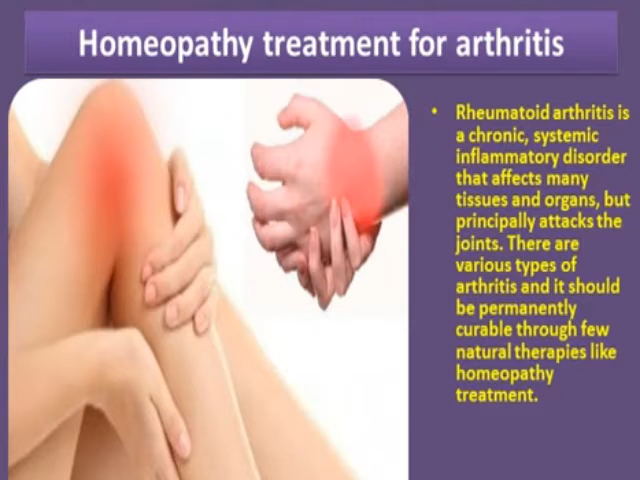 Homeopathy treatment for arthritis
• Rheumatoid arthritis is
a chronic, systemic
inflammatory disorder
that affects many
tissues and organs, but
principally attacks the
joints. There are
various types of
arthritis and it should
be permanently
curable through few
natural therapies like
homeopathy
treatment.